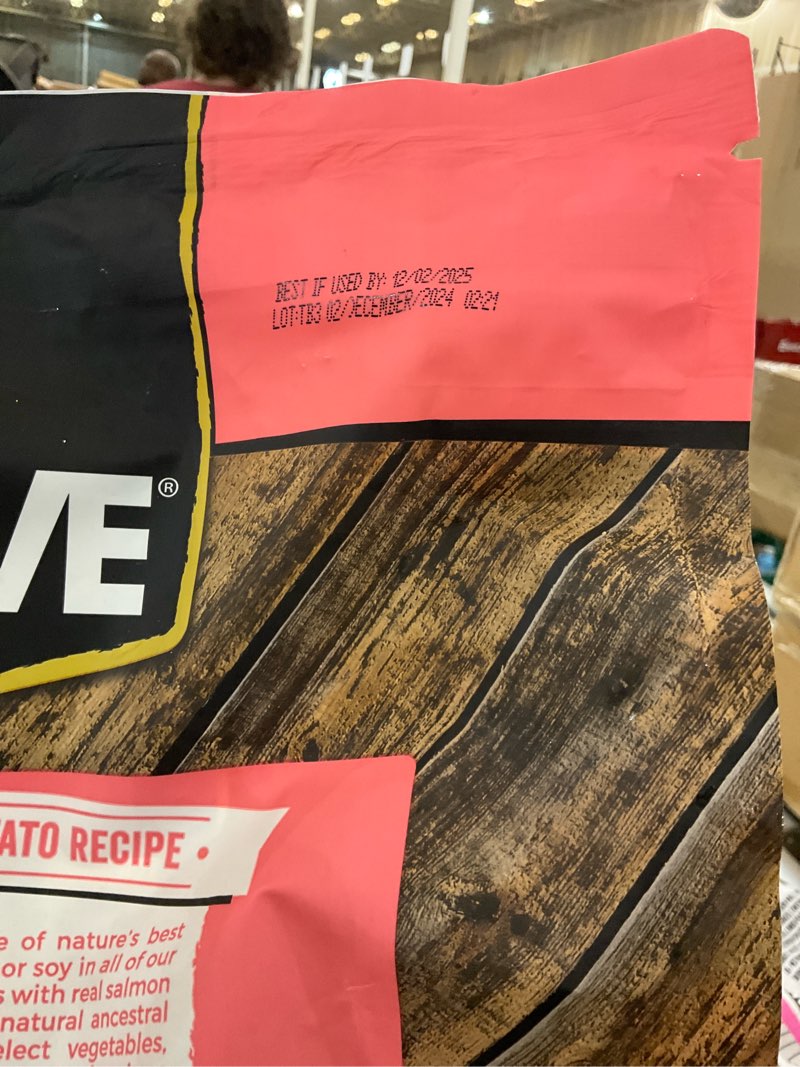 BEST IF USED BY: 12/02/2025
LOT:TB3 02/DECEMBER/2024 02:21
VE®
ATO RECIPE •
e of nature's best
or soy in all of our
s with real salmon
natural ancestral
elect vegetables,